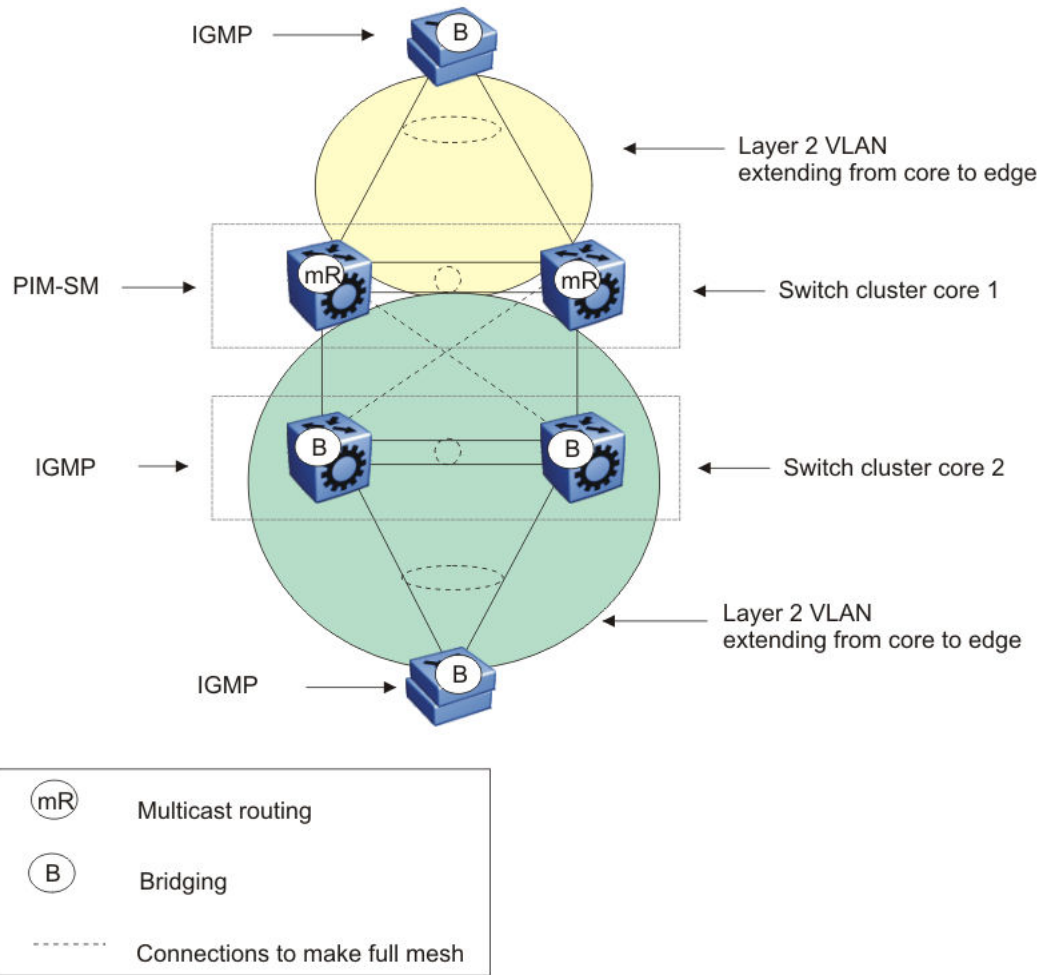 IGMP
B
Layer 2 VLAN
extending from core to edge
PIM-SM
mR
mR
Switch cluster core 1
IGMP
B
B
Switch cluster core 2
Layer 2 VLAN
extending from core to edge
IGMP
B
mR
Multicast routing
B
Bridging
Connections to make full mesh